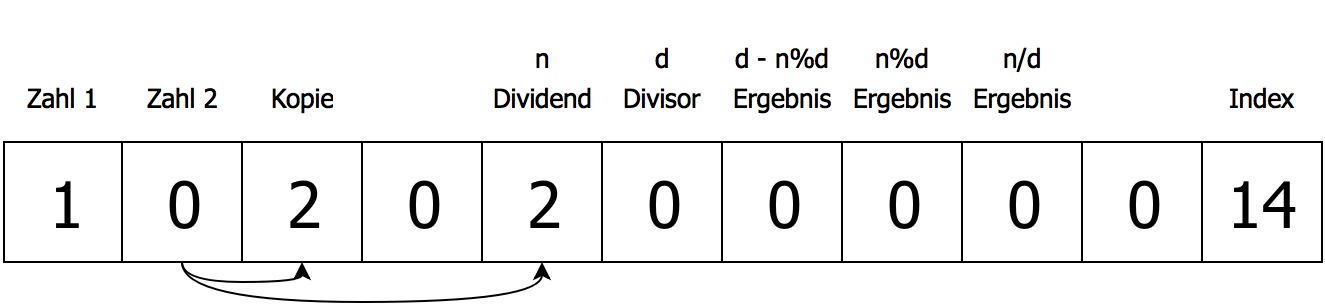 n d d - n%d n%d n/d
Zahl 1 Zahl 2 Kopie Dividend Divisor Ergebnis Ergebnis Ergebnis Index
1 0 2 0 2 0 0 0 0 0 14